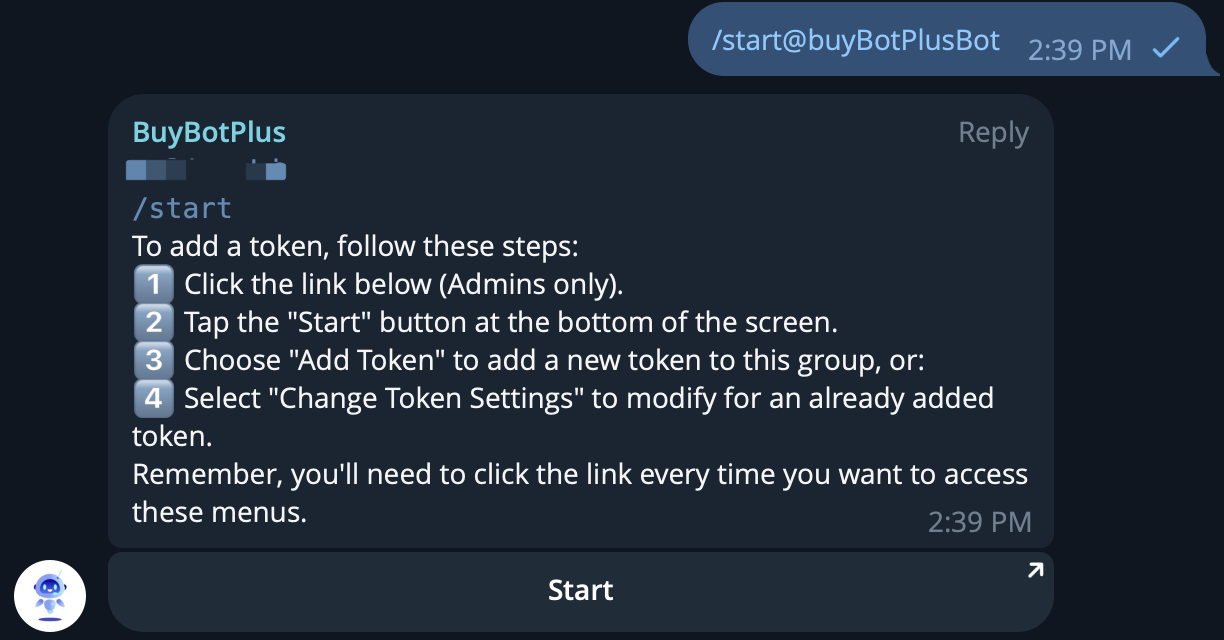 /start@buyBotPlusBot 2:39 PM
BuyBotPlus Reply
/start
To add a token, follow these steps:
1 Click the link below (Admins only).
2 Tap the "Start" button at the bottom of the screen.
3 Choose "Add Token" to add a new token to this group, or:
4 Select "Change Token Settings" to modify for an already added
token.
Remember, you'll need to click the link every time you want to access
these menus.
2:39 PM
Start